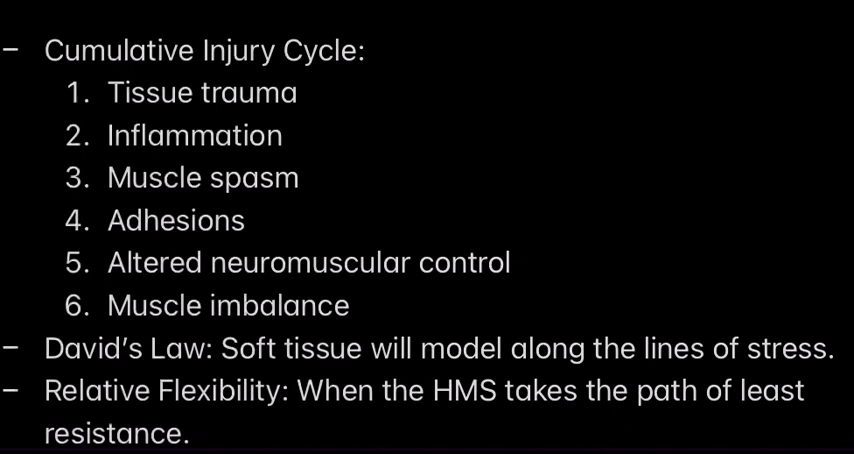 – Cumulative Injury Cycle:
1. Tissue trauma
2. Inflammation
3. Muscle spasm
4. Adhesions
5. Altered neuromuscular control
6. Muscle imbalance
– David’s Law: Soft tissue will model along the lines of stress.
– Relative Flexibility: When the HMS takes the path of least
resistance.